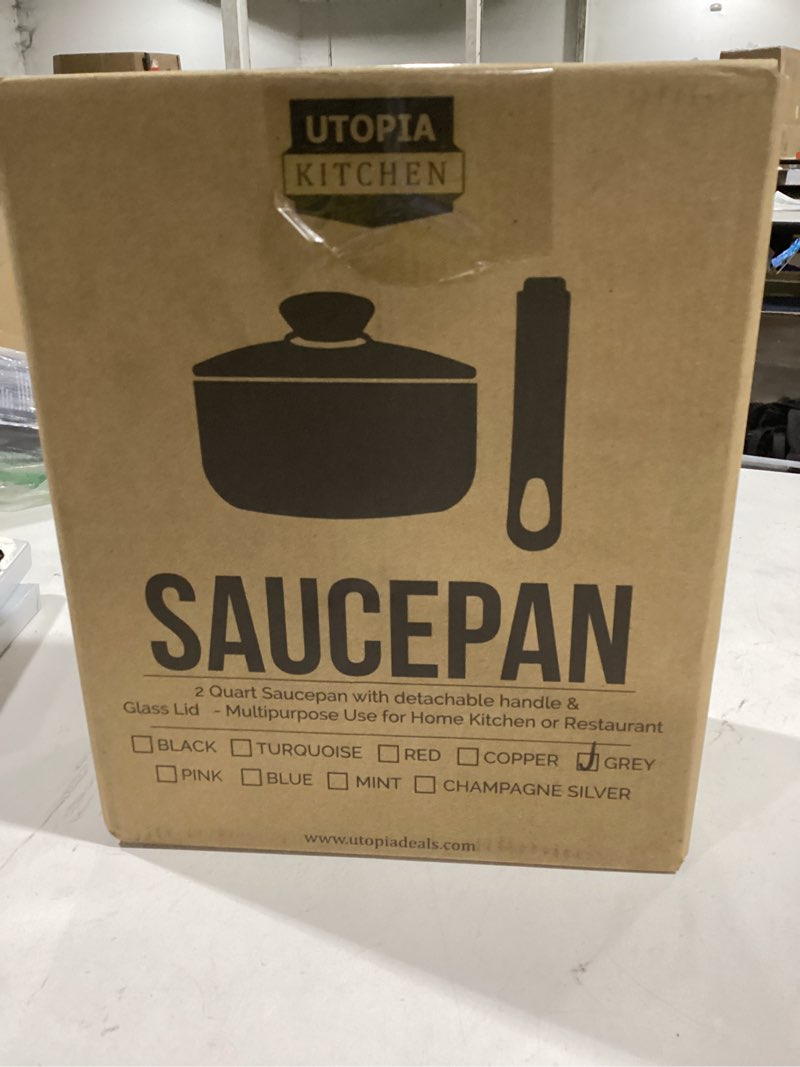 UTOPIA
KITCHEN
SAUCEPAN
2 Quart Saucepan with detachable handle &
Glass Lid - Multipurpose Use for Home Kitchen or Restaurant
BLACK TURQUOISE RED COPPER GREY
PINK BLUE MINT CHAMPAGNE SILVER
www.utopiadeals.com